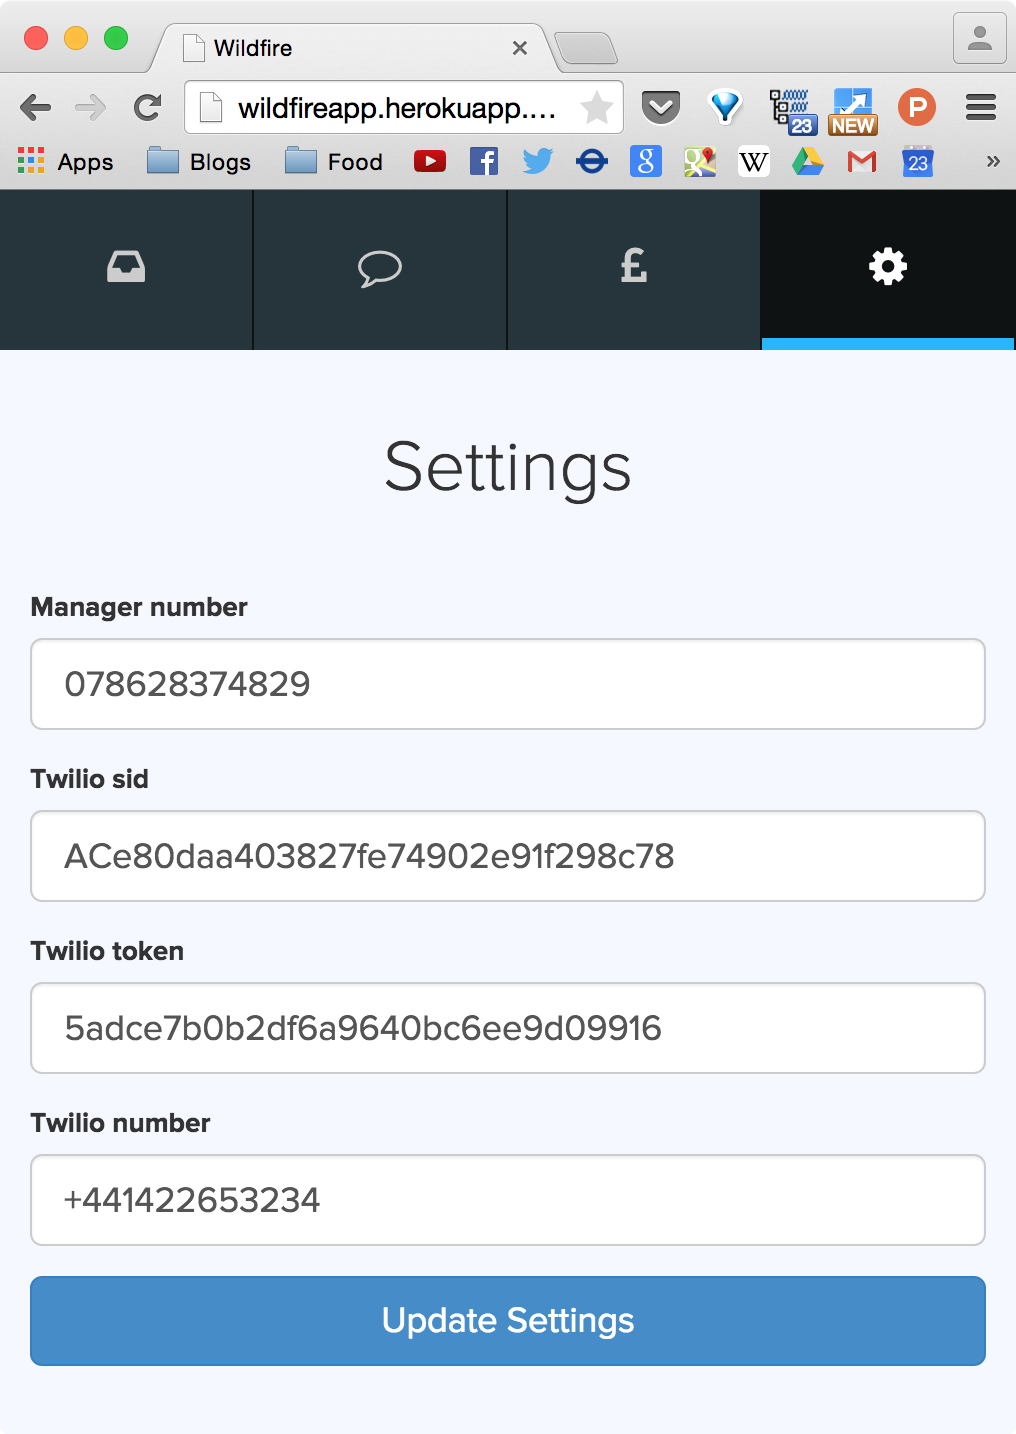 Wildfire
wildfireapp.herokuapp....
23
NEW
P
Apps
Blogs
Food
f
g
g
W
23
»
£
Settings
Manager number
078628374829
Twilio sid
ACe80daa403827fe74902e91f298c78
Twilio token
5adce7b0b2df6a9640bc6ee9d09916
Twilio number
+441422653234
Update Settings